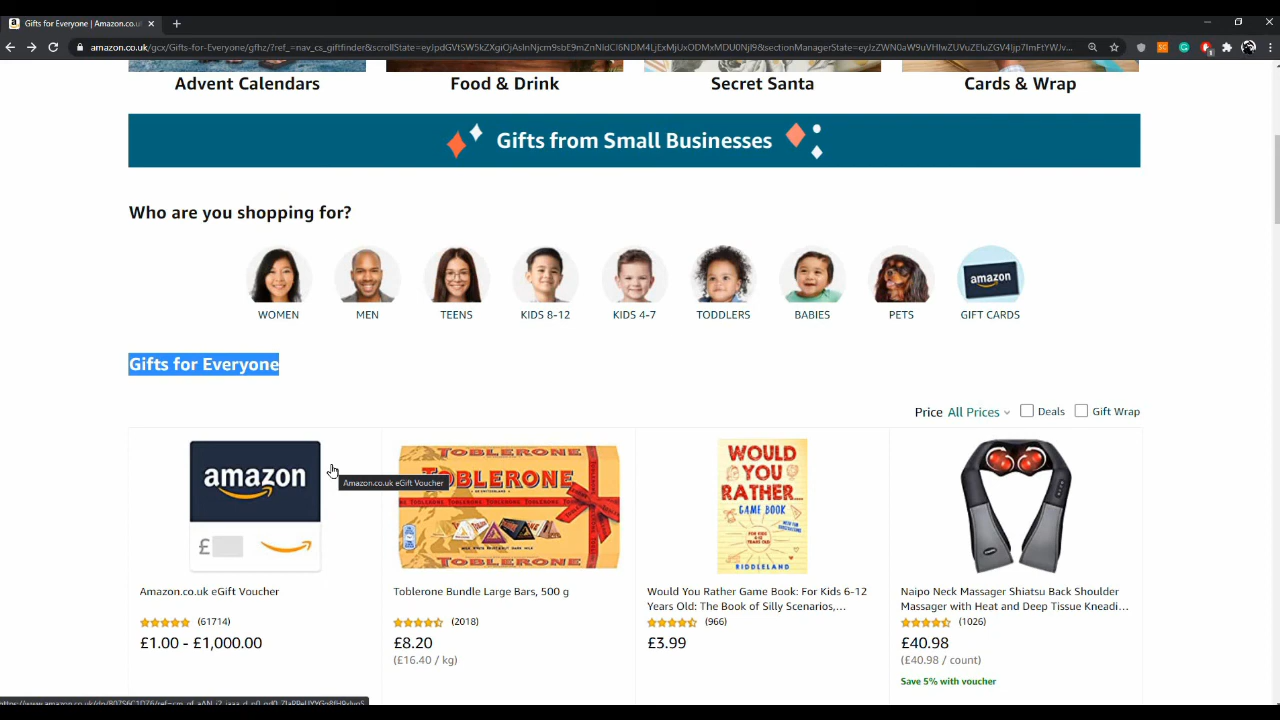 Gifts for Everyone | Amazon.co.u
amazon.co.uk/gcx/Gifts-for-Everyone/gfhz/?ref_=nav_cs_giftfinder&scrollState=
Advent Calendars
Food & Drink
Secret Santa
Cards & Wrap
Gifts from Small Businesses
Who are you shopping for?
amazon
WOMEN
MEN
TEENS
KIDS 8-12
KIDS 4-7
TODDLERS
BABIES
PETS
GIFT CARDS
Gifts for Everyone
Price All Prices
Deals
Gift Wrap
amazon
£
Amazon.co.uk eGift Voucher
TOBLERONE
TOBLERONE
TOBLERONE
WOULD
YOU
RATHER...
GAME BOOK
RIDDLELAND
Amazon.co.uk eGift Voucher
(61714)
£1.00 - £1,000.00
Toblerone Bundle Large Bars, 500 g
(2018)
£8.20
(£16.40 / kg)
Would You Rather Game Book: For Kids 6-12
Years Old: The Book of Silly Scenarios,...
(966)
£3.99
Naipo Neck Massager Shiatsu Back Shoulder
Massager with Heat and Deep Tissue Kneadi...
(1026)
£40.98
(£40.98 / count)
Save 5% with voucher